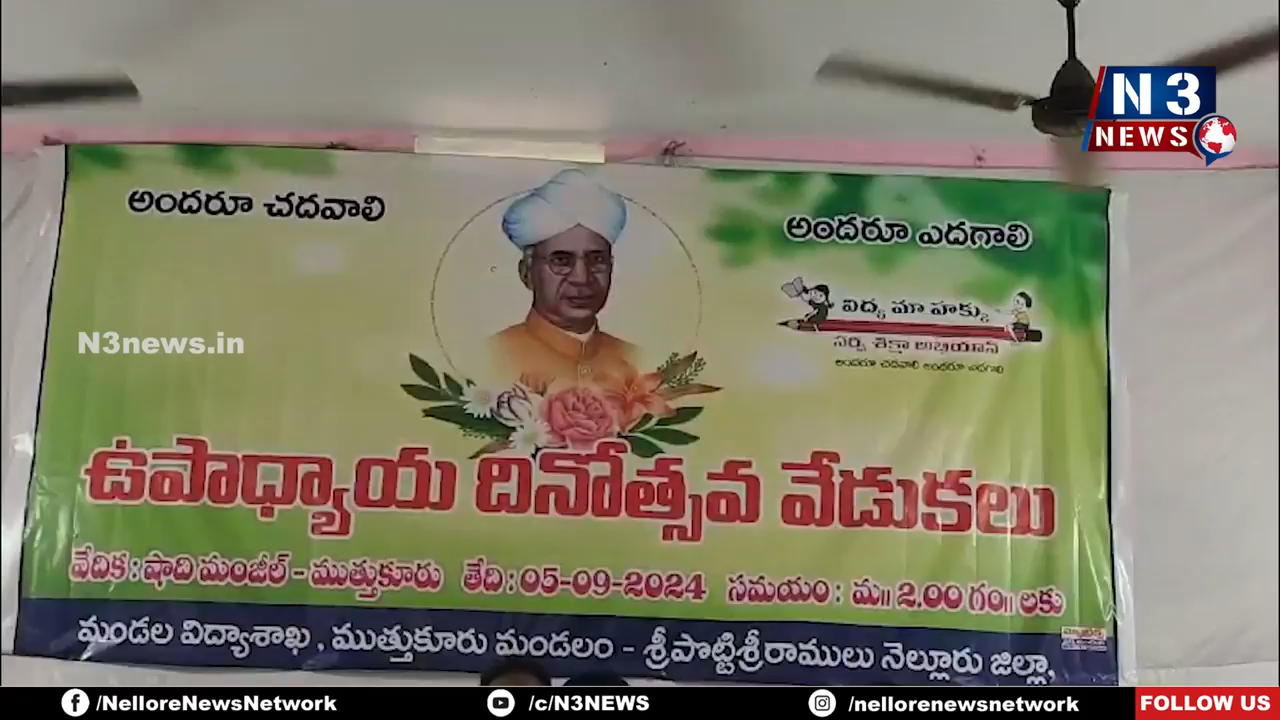 N3
NEWS
అందరూ చదవాలి
అందరూ ఎదగాలి
విద్య మా హక్కు
సర్వ శిక్షా అభియాన్
అందరూ చదవాలి అందరూ ఎదగాలి
N3news.in
ఉపాధ్యాయ దినోత్సవ వేడుకలు
వేదిక : షాది మంజిల్ - ముత్తుకూరు తేది : 05-09-2024 సమయం : మ॥ 2.00 గం॥ లకు
మండల విద్యాశాఖ , ముత్తుకూరు మండలం - శ్రీపొట్టిశ్రీరాములు నెల్లూరు జిల్లా,
/NelloreNewsNetwork
/c/N3NEWS
/nellorenewsnetwork
FOLLOW US